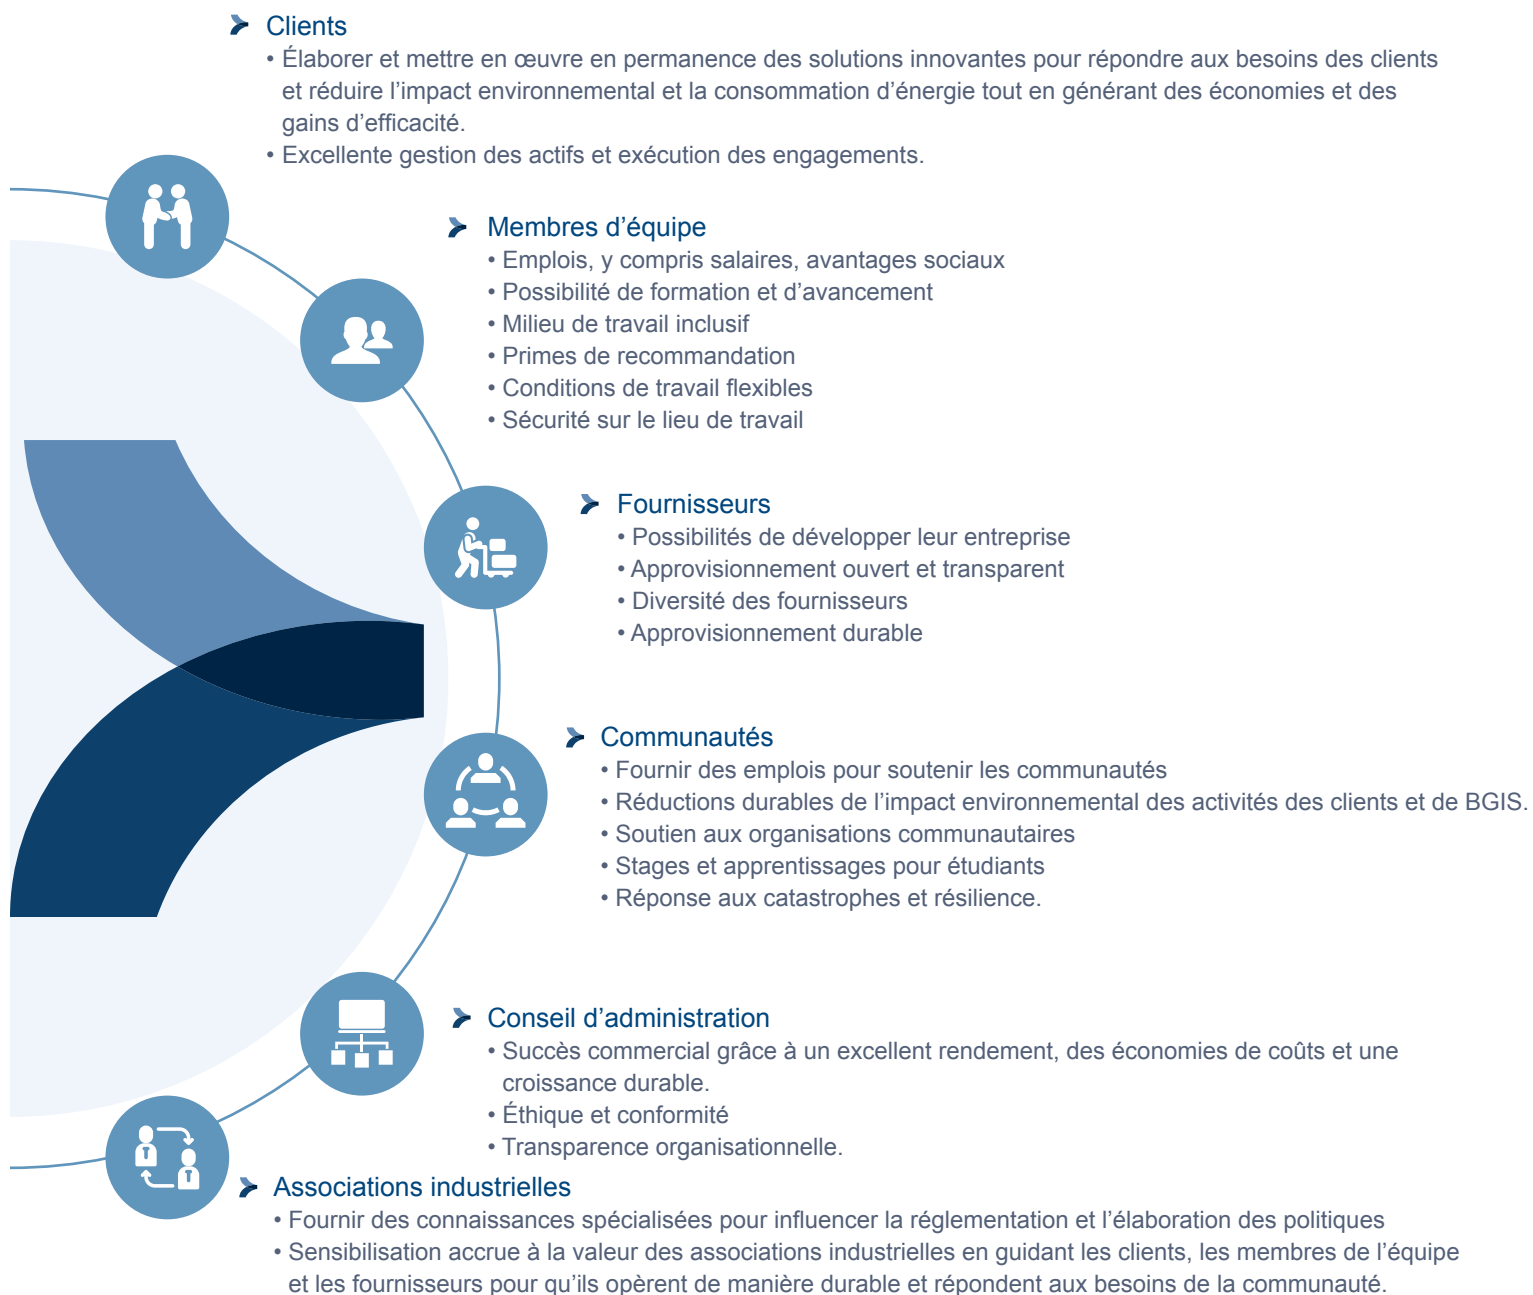 Clients
• Élaborer et mettre en œuvre en permanence des solutions innovantes pour répondre aux besoins des clients
et réduire l’impact environnemental et la consommation d’énergie tout en générant des économies et des
gains d’efficacité.
• Excellente gestion des actifs et exécution des engagements.
Membres d’équipe
• Emplois, y compris salaires, avantages sociaux
• Possibilité de formation et d’avancement
• Milieu de travail inclusif
• Primes de recommandation
• Conditions de travail flexibles
• Sécurité sur le lieu de travail
Fournisseurs
• Possibilités de développer leur entreprise
• Approvisionnement ouvert et transparent
• Diversité des fournisseurs
• Approvisionnement durable
Communautés
• Fournir des emplois pour soutenir les communautés
• Réductions durables de l’impact environnemental des activités des clients et de BGIS.
• Soutien aux organisations communautaires
• Stages et apprentissages pour étudiants
• Réponse aux catastrophes et résilience.
Conseil d’administration
• Succès commercial grâce à un excellent rendement, des économies de coûts et une
croissance durable.
• Éthique et conformité
• Transparence organisationnelle.
Associations industrielles
• Fournir des connaissances spécialisées pour influencer la réglementation et l’élaboration des politiques
• Sensibilisation accrue à la valeur des associations industrielles en guidant les clients, les membres de l’équipe
et les fournisseurs pour qu’ils opèrent de manière durable et répondent aux besoins de la communauté.